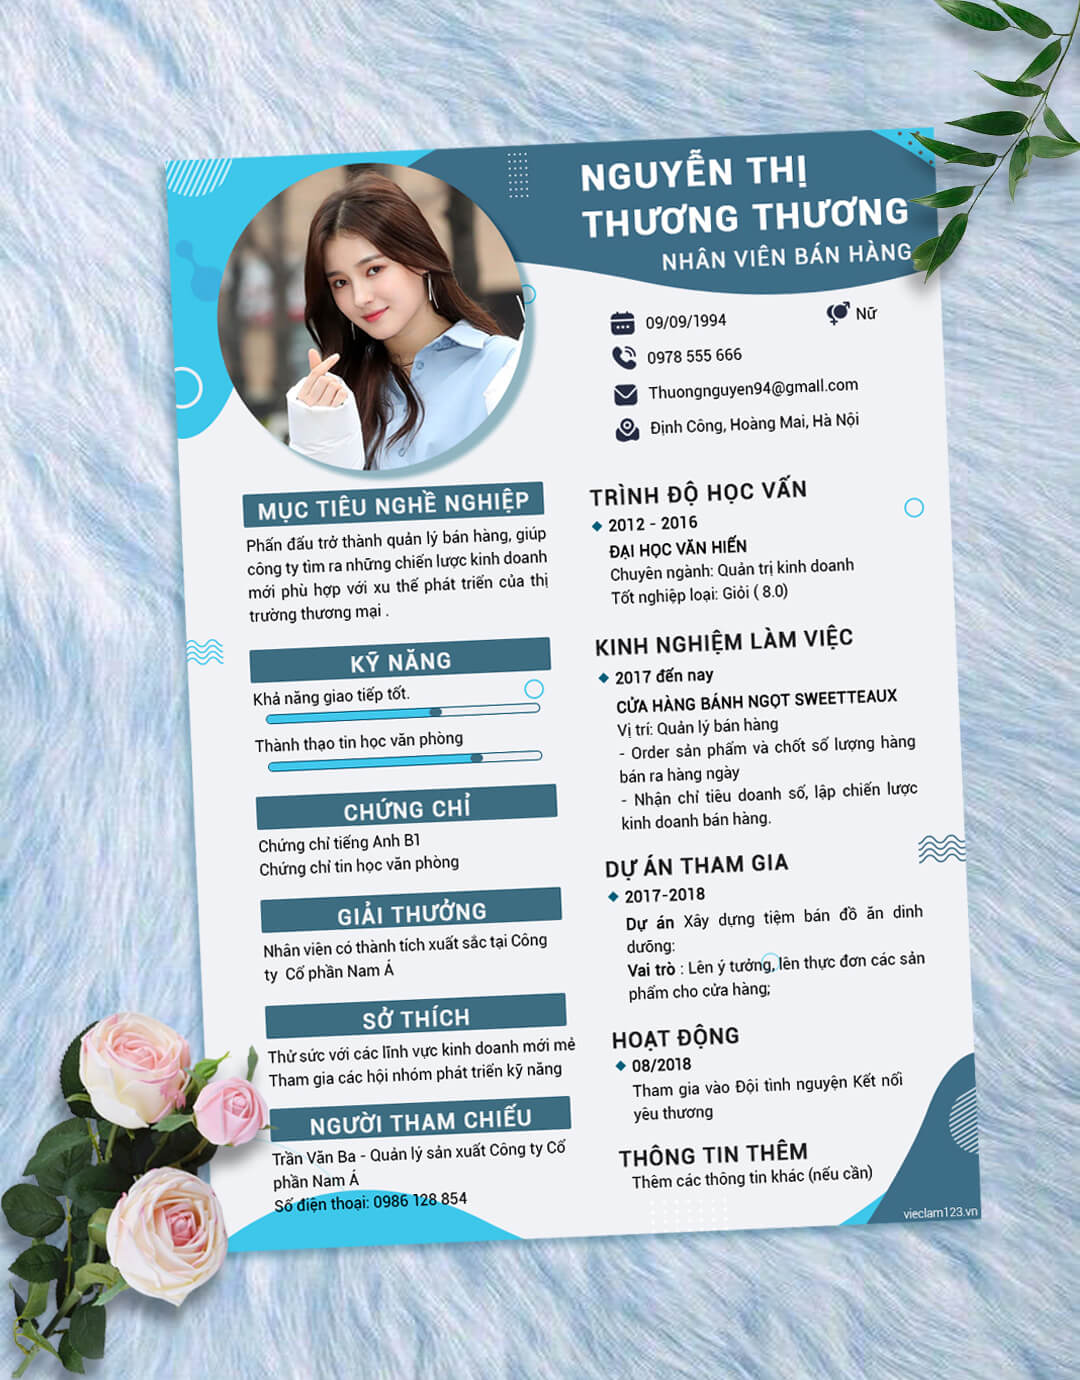 NGUYỄN THỊ
THƯƠNG THƯƠNG
NHÂN VIÊN BÁN HÀNG
09/09/1994
Nữ
0978 555 666
Thuongnguyen94@gmall.com
Định Công, Hoàng Mai, Hà Nội
MỤC TIÊU NGHỀ NGHIỆP
Phấn đấu trở thành quản lý bán hàng, giúp
công ty tìm ra những chiến lược kinh doanh
mới phù hợp với xu thế phát triển của thị
trường thương mại .
KỸ NĂNG
Khả năng giao tiếp tốt.
Thành thạo tin học văn phòng
CHỨNG CHỈ
Chứng chỉ tiếng Anh B1
Chứng chỉ tin học văn phòng
GIẢI THƯỞNG
Nhân viên có thành tích xuất sắc tại Công
ty Cổ phần Nam Á
SỞ THÍCH
Thử sức với các lĩnh vực kinh doanh mới mẻ
Tham gia các hội nhóm phát triển kỹ năng
NGƯỜI THAM CHIẾU
Trần Văn Ba - Quản lý sản xuất Công ty Cổ
phần Nam Á
Số điện thoại: 0986 128 854
TRÌNH ĐỘ HỌC VẤN
2012 - 2016
ĐẠI HỌC VĂN HIẾN
Chuyên ngành: Quản trị kinh doanh
Tốt nghiệp loại: Giỏi ( 8.0)
KINH NGHIỆM LÀM VIỆC
2017 đến nay
CỬA HÀNG BÁNH NGỌT SWEETTEAUX
Vị trí: Quản lý bán hàng
- Order sản phẩm và chốt số lượng hàng
bán ra hàng ngày
- Nhận chỉ tiêu doanh số, lập chiến lược
kinh doanh bán hàng.
DỰ ÁN THAM GIA
2017-2018
Dự án Xây dựng tiệm bán đồ ăn dinh
dưỡng:
Vai trò : Lên ý tưởng, lên thực đơn các sản
phẩm cho cửa hàng;
HOẠT ĐỘNG
08/2018
Tham gia vào Đội tình nguyện Kết nối
yêu thương
THÔNG TIN THÊM
Thêm các thông tin khác (nếu cần)
vieclam123.vn